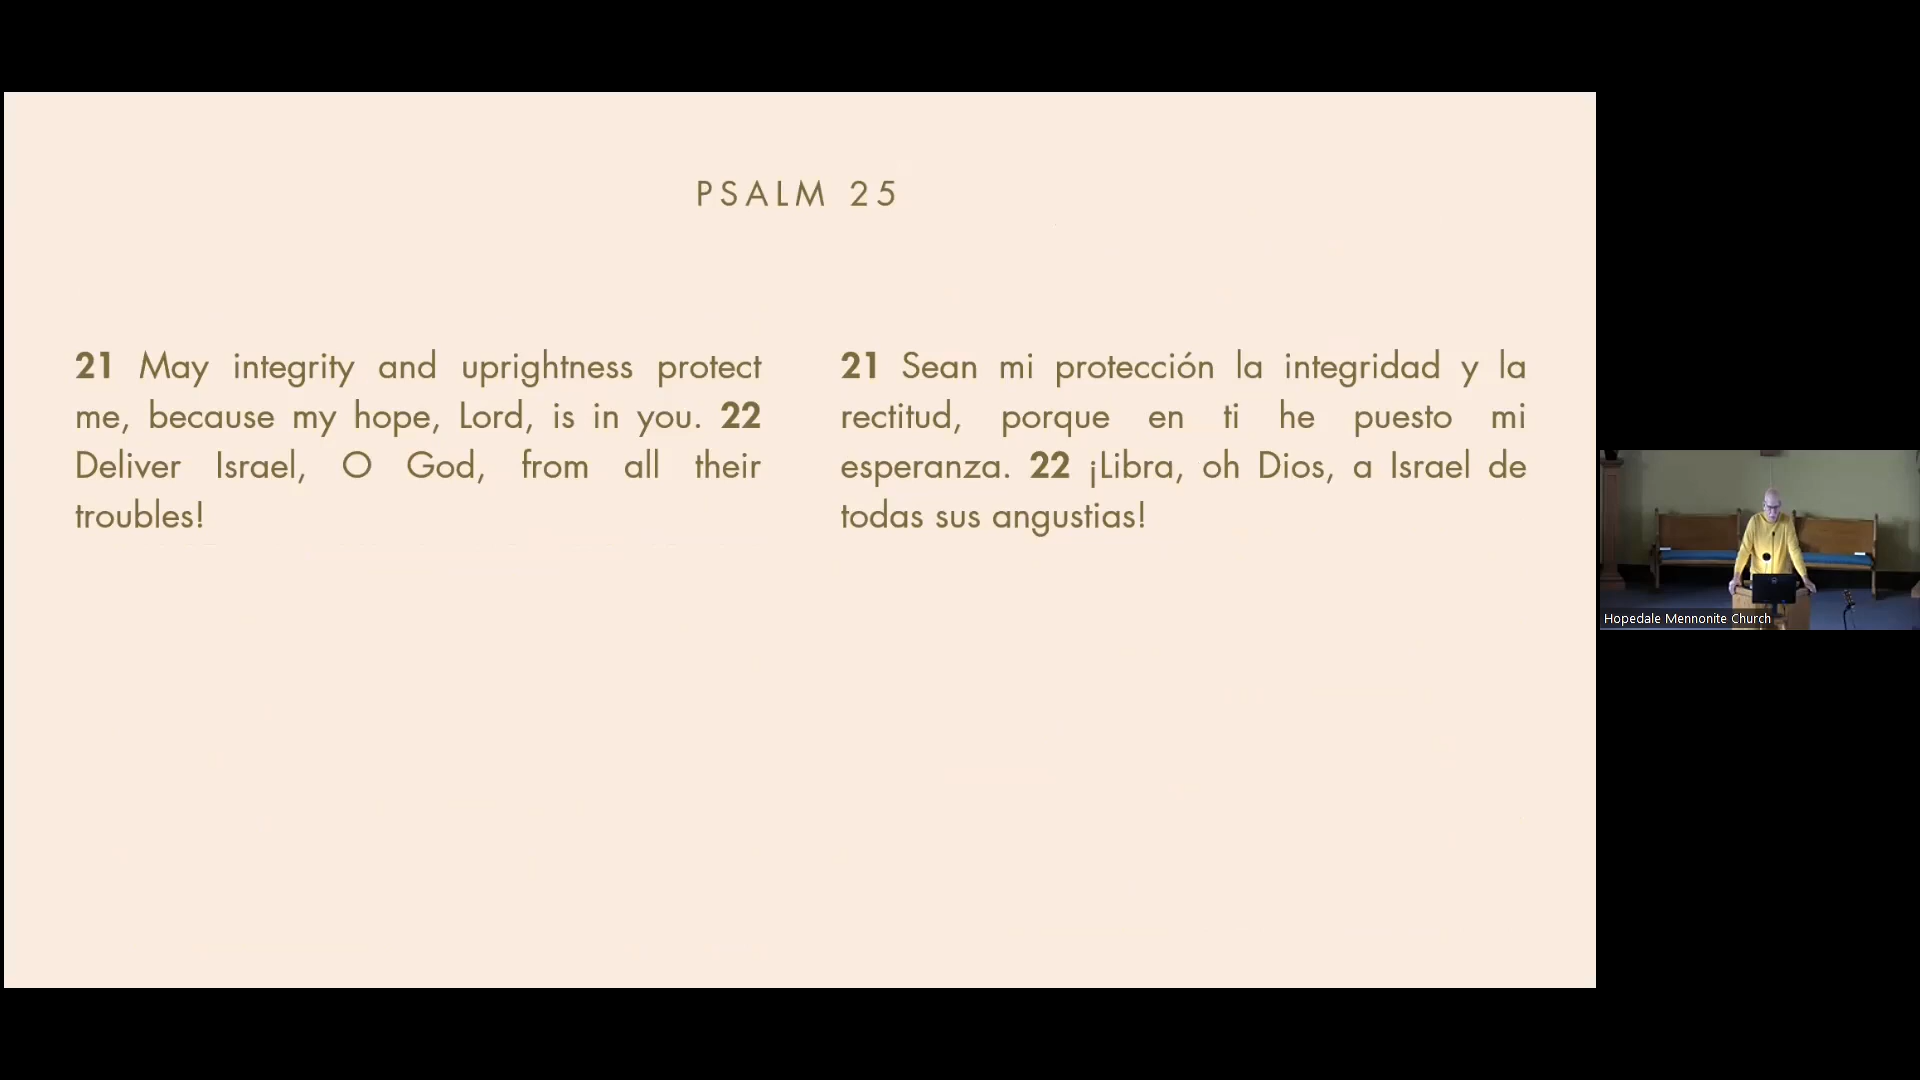 PSALM 25
21 May integrity and uprightness protect
me, because my hope, Lord, is in you. 22
Deliver Israel, O God, from all their
troubles!
21 Sean mi protección la integridad y la
rectitud, porque en ti he puesto mi
esperanza. 22 ¡Libra, oh Dios, a Israel de
todas sus angustias!
Hopedale Mennonite Church